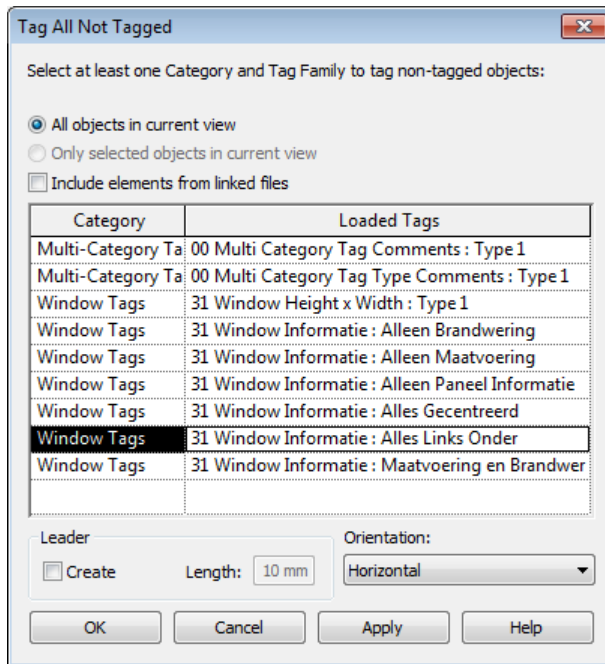 Tag All Not Tagged
Select at least one Category and Tag Family to tag non-tagged objects:
All objects in current view
Only selected objects in current view
Include elements from linked files
Category Loaded Tags
Multi-Category Ta 00 Multi Category Tag Comments : Type 1
Multi-Category Ta 00 Multi Category Tag Type Comments : Type 1
Window Tags 31 Window Height x Width : Type 1
Window Tags 31 Window Informatie : Alleen Brandwering
Window Tags 31 Window Informatie : Alleen Maatvoering
Window Tags 31 Window Informatie : Alleen Paneel Informatie
Window Tags 31 Window Informatie : Alles Gecentreerd
Window Tags 31 Window Informatie : Alles Links Onder
Window Tags 31 Window Informatie : Maatvoering en Brandwer
Leader Orientation:
Create Length: 10 mm Horizontal
OK Cancel Apply Help